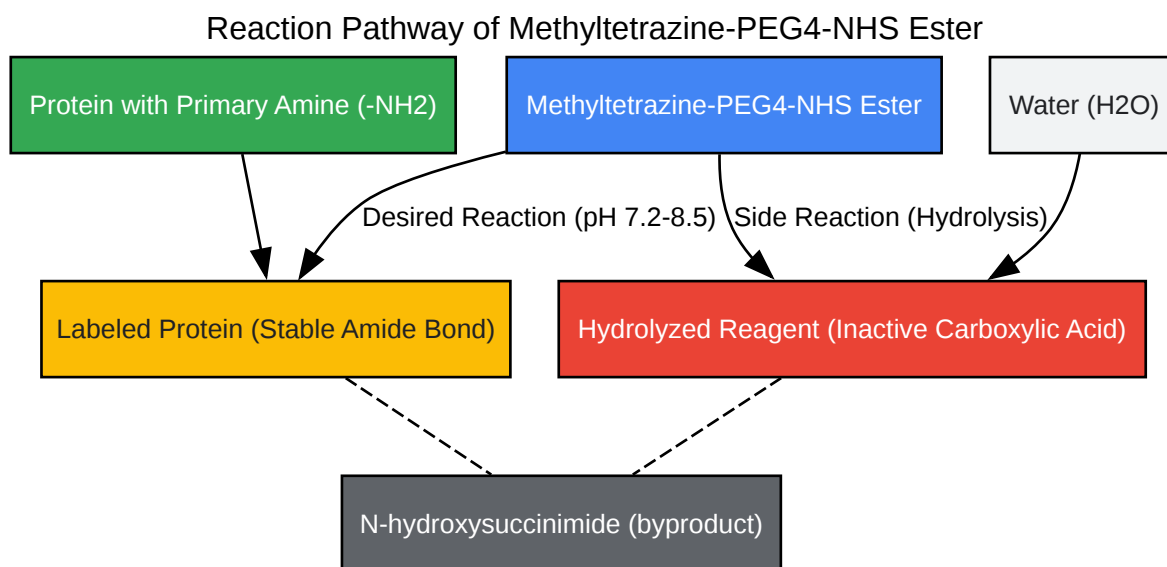 Reaction Pathway of Methyltetrazine-PEG4-NHS Ester
Protein with Primary Amine (-NH2)
Methyltetrazine-PEG4-NHS Ester
Water (H2O)
Desired Reaction (pH 7.2-8.5)
Side Reaction (Hydrolysis)
Labeled Protein (Stable Amide Bond)
Hydrolyzed Reagent (Inactive Carboxylic Acid)
N-hydroxysuccinimide (byproduct)